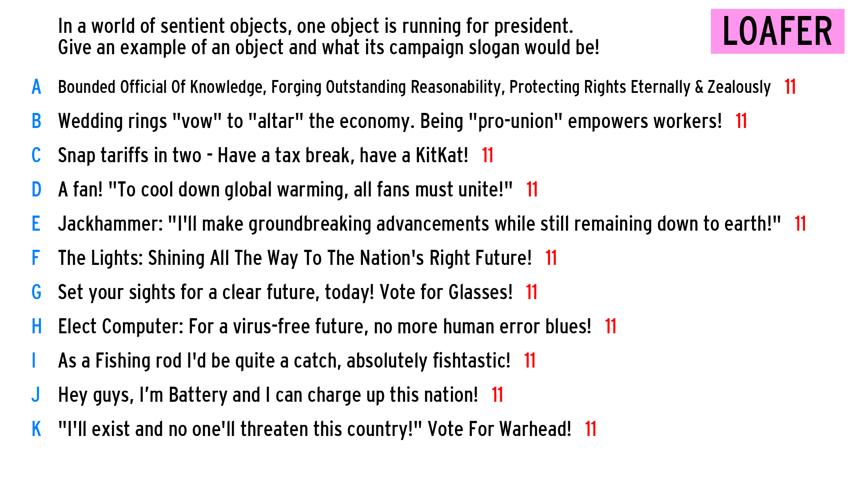 In a world of sentient objects, one object is running for president.
Give an example of an object and what its campaign slogan would be!
LOAFER
A Bounded Official Of Knowledge, Forging Outstanding Reasonability, Protecting Rights Eternally & Zealously 11
B Wedding rings "vow" to "altar" the economy. Being "pro-union" empowers workers! 11
C Snap tariffs in two - Have a tax break, have a KitKat! 11
D A fan! "To cool down global warming, all fans must unite!" 11
E Jackhammer: "I'll make groundbreaking advancements while still remaining down to earth!" 11
F The Lights: Shining All The Way To The Nation's Right Future! 11
G Set your sights for a clear future, today! Vote for Glasses! 11
H Elect Computer: For a virus-free future, no more human error blues! 11
I As a Fishing rod I'd be quite a catch, absolutely fishtastic! 11
J Hey guys, I’m Battery and I can charge up this nation! 11
K "I'll exist and no one'll threaten this country!" Vote For Warhead! 11